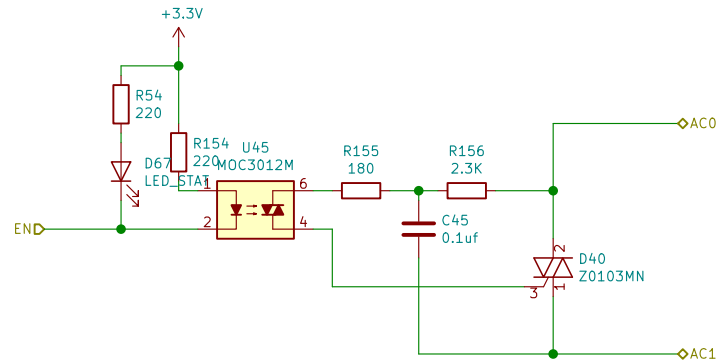 +3.3V
R54
220
R154
220
U45
MOC3012M
R155
180
R156
2.3K
AC0
D67
LED_STAT
1
6
2
4
EN
C45
0.1uf
2
D40
Z0103MN
3
1
AC1